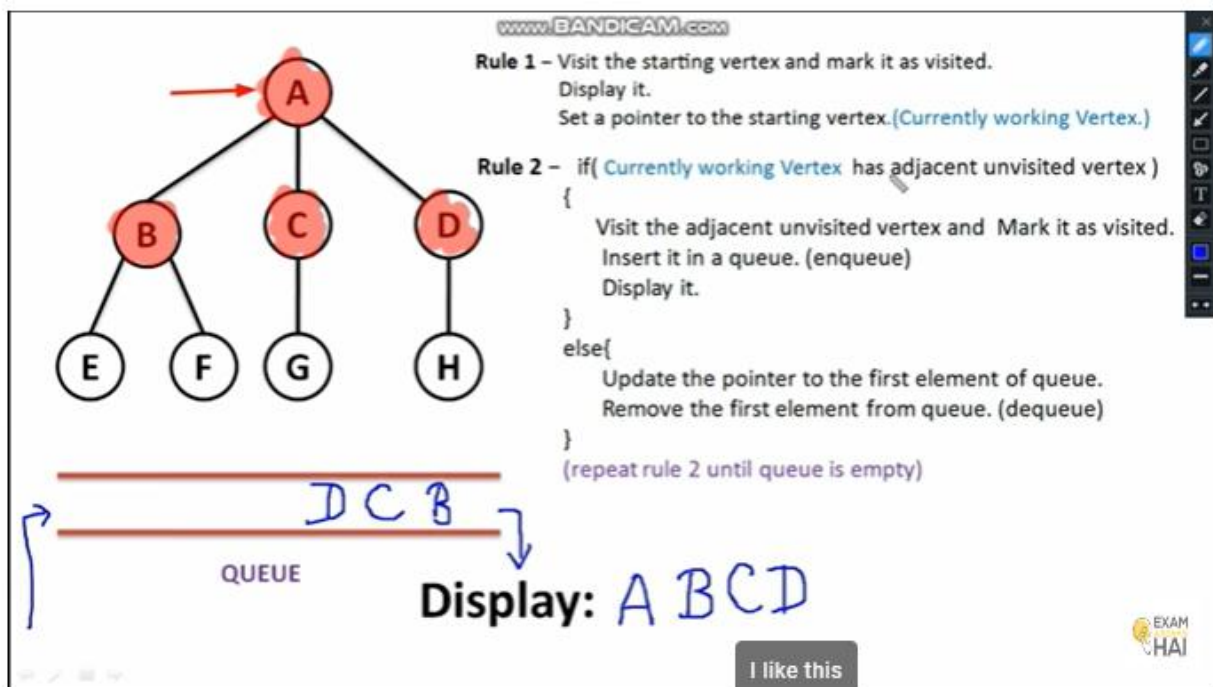 www.BANDICAM.com
Rule 1 – Visit the starting vertex and mark it as visited.
Display it.
Set a pointer to the starting vertex.(Currently working Vertex.)
Rule 2 – if( Currently working Vertex has adjacent unvisited vertex )
{
Visit the adjacent unvisited vertex and Mark it as visited.
Insert it in a queue. (enqueue)
Display it.
}
else{
Update the pointer to the first element of queue.
Remove the first element from queue. (dequeue)
}
(repeat rule 2 until queue is empty)
A
B C D
E F G H
D C B
QUEUE
Display: A B C D
I like this
T
EXAM
HAI